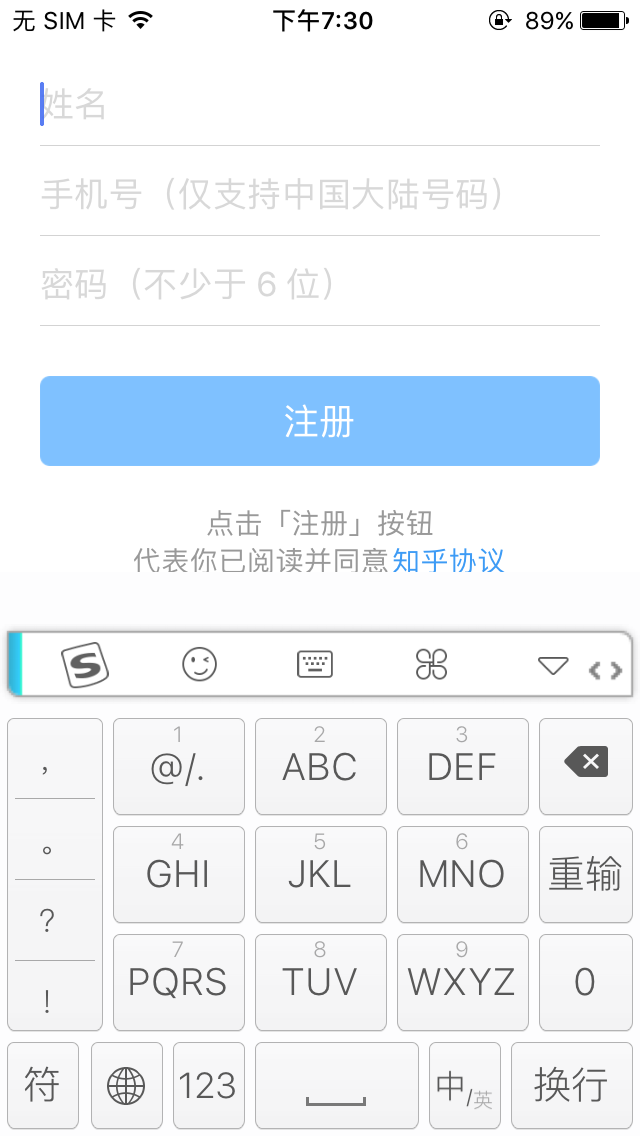 无 SIM 卡 下午7:30 89%
姓名
手机号（仅支持中国大陆号码）
密码（不少于 6 位）
注册
点击「注册」按钮
代表你已阅读并同意知乎协议
S
， 1 2 3
@/. ABC DEF
。 4 5 6
GHI JKL MNO 重输
？ 7 8 9
PQRS TUV WXYZ 0
！
符 123 中/英 换行